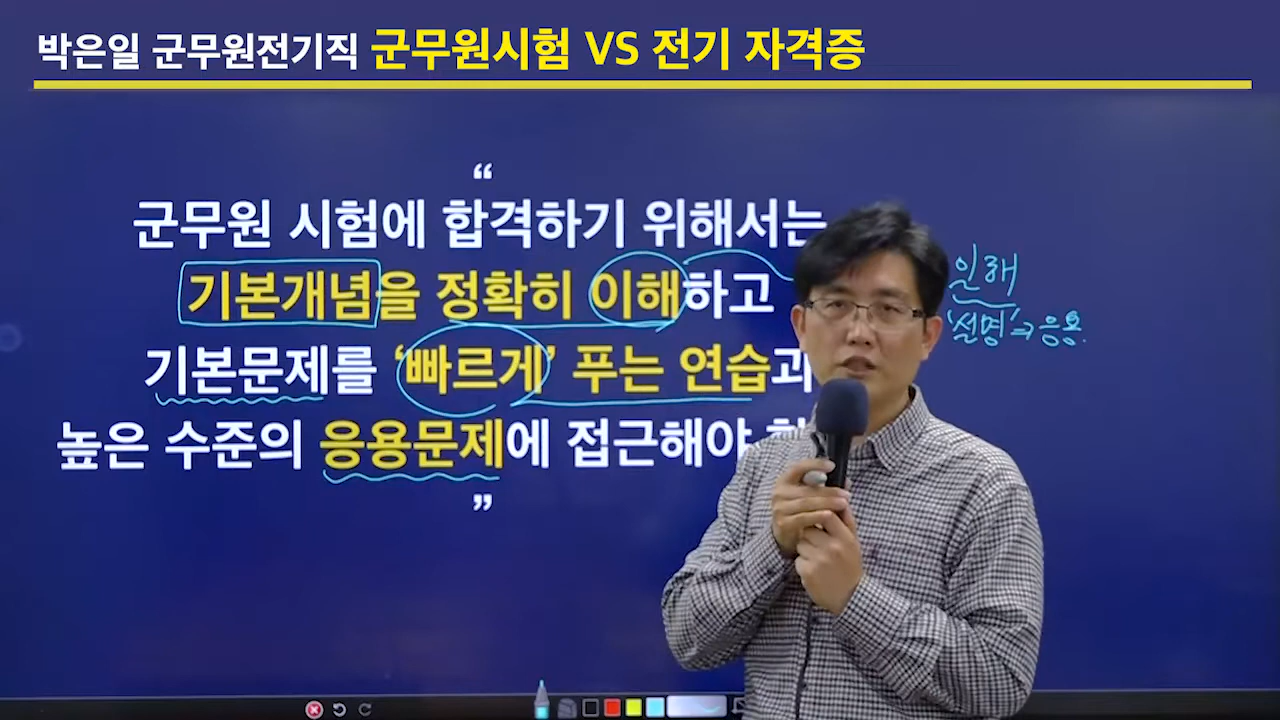 박은일 군무원전기직 군무원시험 VS 전기 자격증
“
군무원 시험에 합격하기 위해서는
기본개념을 정확히 이해하고
기본문제를 ‘빠르게’ 푸는 연습과
높은 수준의 응용문제에 접근해야
”
'설명' → 응용.